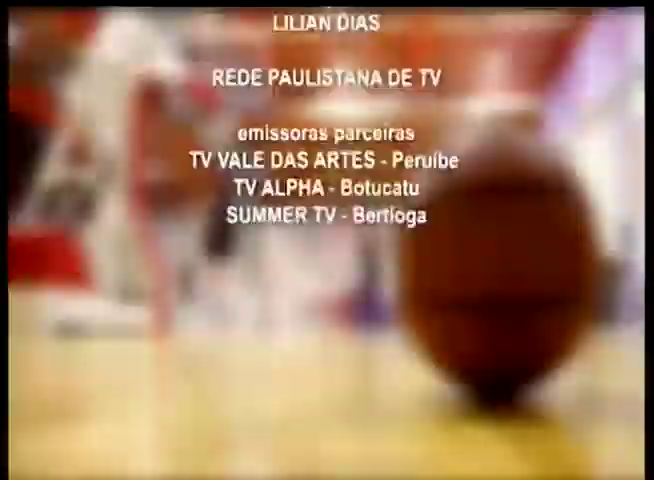 LILIAN DIAS
REDE PAULISTANA DE TV
emissoras parceiras
TV VALE DAS ARTES - Peruíbe
TV ALPHA - Botucatu
SUMMER TV - Bertioga